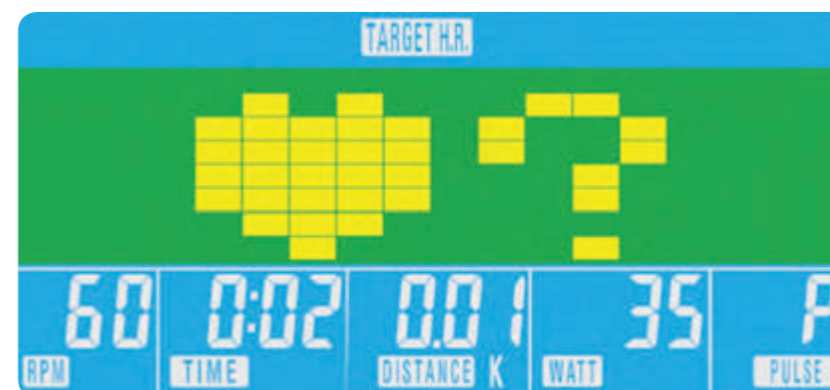 TARGET H.R.
60 0:02 0.01 35 P
RPM TIME DISTANCE K WATT PULSE